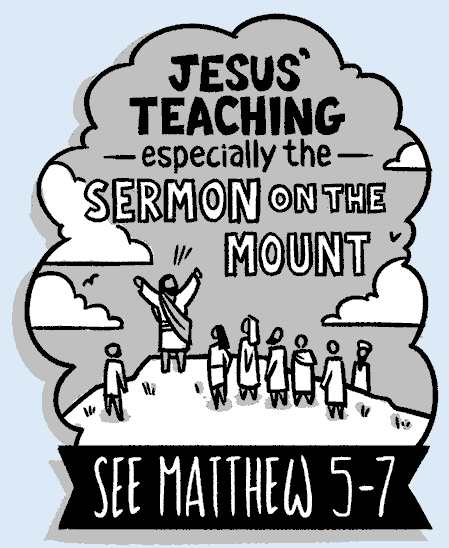 JESUS'
TEACHING
— especially the —
SERMON ON THE
MOUNT
SEE MATTHEW 5-7